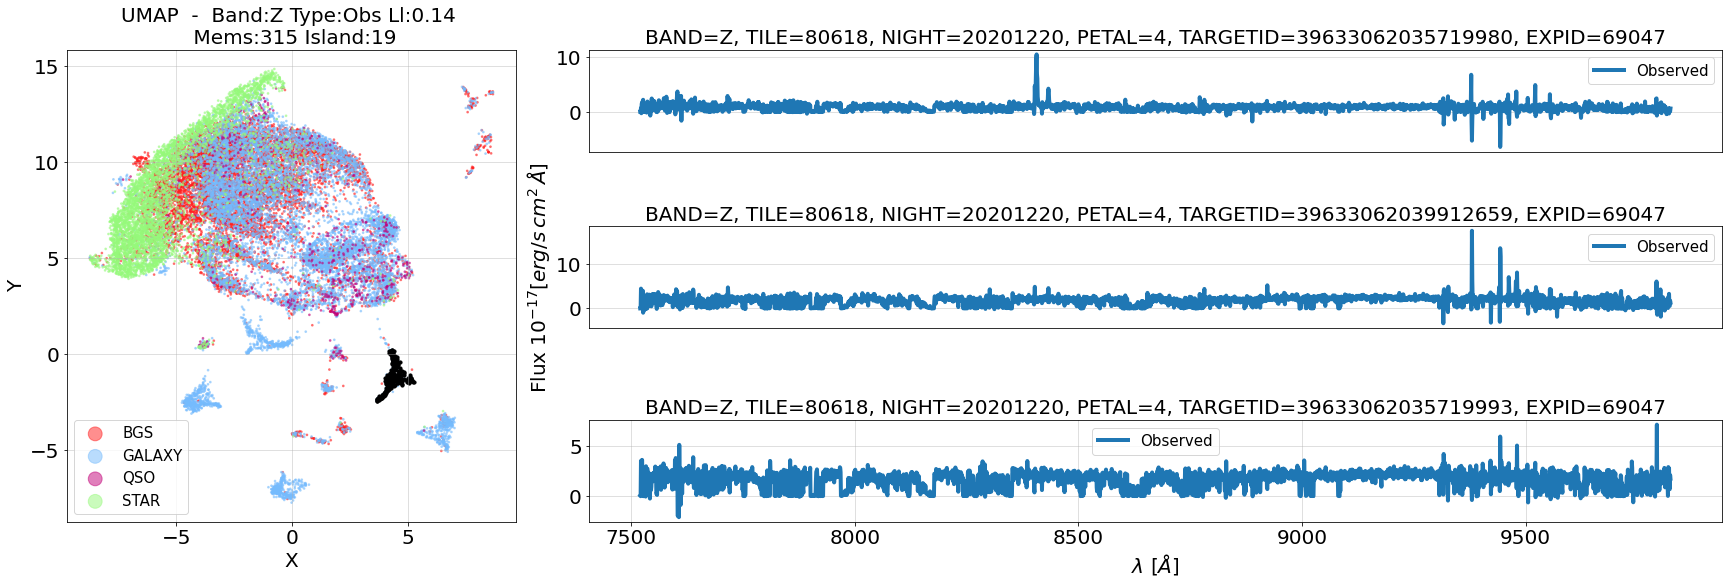 UMAP - Band:Z Type:Obs Ll:0.14
Mems:315 Island:19
15
10
5
0
−5
Y
BGS
GALAXY
QSO
STAR
−5 0 5
X
BAND=Z, TILE=80618, NIGHT=20201220, PETAL=4, TARGETID=39633062035719980, EXPID=69047
10
0
Observed
BAND=Z, TILE=80618, NIGHT=20201220, PETAL=4, TARGETID=39633062039912659, EXPID=69047
10
0
Observed
Flux 10⁻¹⁷[erg/s cm² Å]
BAND=Z, TILE=80618, NIGHT=20201220, PETAL=4, TARGETID=39633062035719993, EXPID=69047
5
0
Observed
7500 8000 8500 9000 9500
λ [Å]